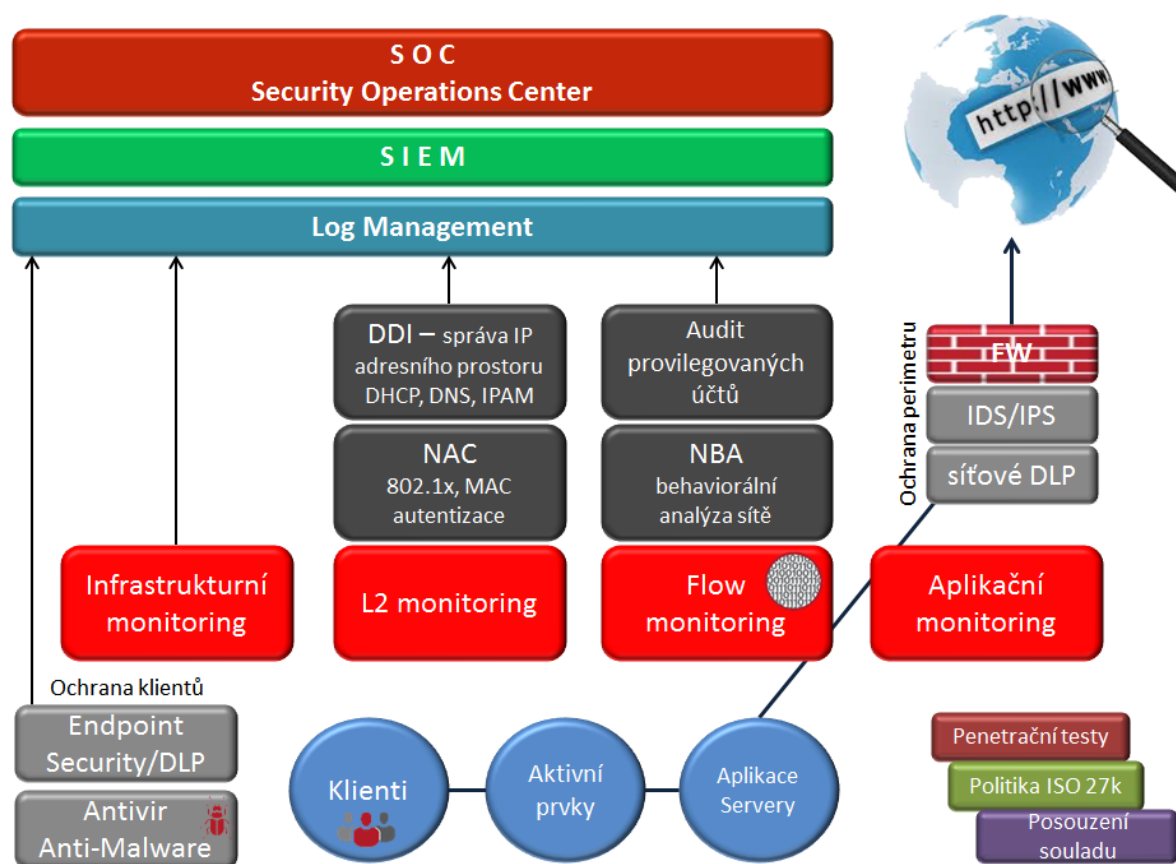 S O C
Security Operations Center
S I E M
Log Management
http://www
DDI – správa IP
adresního prostoru
DHCP, DNS, IPAM
Audit
provilegovaných
účtů
Ochrana perimetru
FW
IDS/IPS
síťové DLP
NAC
802.1x, MAC
autentizace
NBA
behaviorální
analýza sítě
Infrastrukturní
monitoring
L2 monitoring
Flow
monitoring
Aplikační
monitoring
Ochrana klientů
Endpoint
Security/DLP
Antivir
Anti-Malware
Klienti
Aktivní
prvky
Aplikace
Servery
Penetrační testy
Politika ISO 27k
Posouzení
souladu